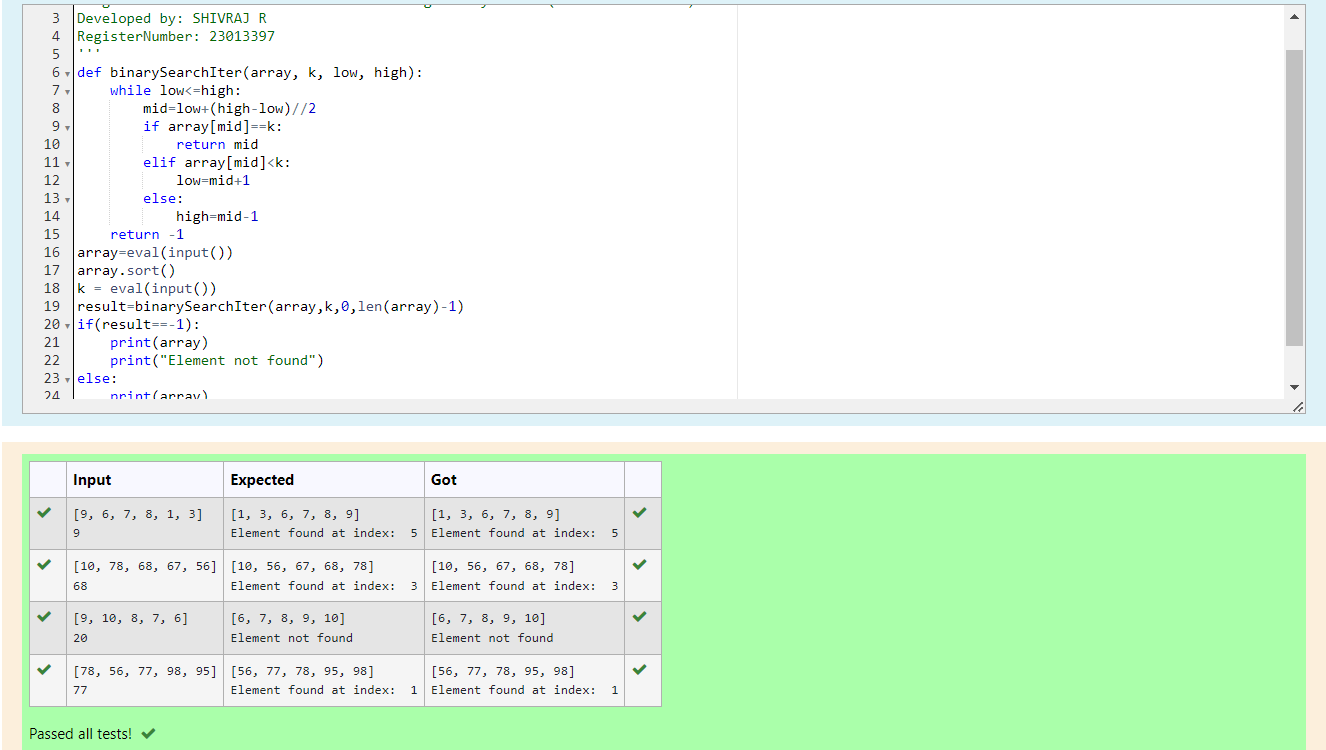 3 Developed by: SHIVRAJ R
4 RegisterNumber: 23013397
5 '''
6 def binarySearchIter(array, k, low, high):
7     while low<=high:
8         mid=low+(high-low)//2
9         if array[mid]==k:
10             return mid
11         elif array[mid]<k:
12             low=mid+1
13         else:
14             high=mid-1
15     return -1
16 array=eval(input())
17 array.sort()
18 k = eval(input())
19 result=binarySearchIter(array,k,0,len(array)-1)
20 if(result==-1):
21     print(array)
22     print("Element not found")
23 else:
24     print(array)
Input Expected Got
[9, 6, 7, 8, 1, 3] [1, 3, 6, 7, 8, 9] [1, 3, 6, 7, 8, 9]
9 Element found at index:  5 Element found at index:  5
[10, 78, 68, 67, 56] [10, 56, 67, 68, 78] [10, 56, 67, 68, 78]
68 Element found at index:  3 Element found at index:  3
[9, 10, 8, 7, 6] [6, 7, 8, 9, 10] [6, 7, 8, 9, 10]
20 Element not found Element not found
[78, 56, 77, 98, 95] [56, 77, 78, 95, 98] [56, 77, 78, 95, 98]
77 Element found at index:  1 Element found at index:  1
Passed all tests!